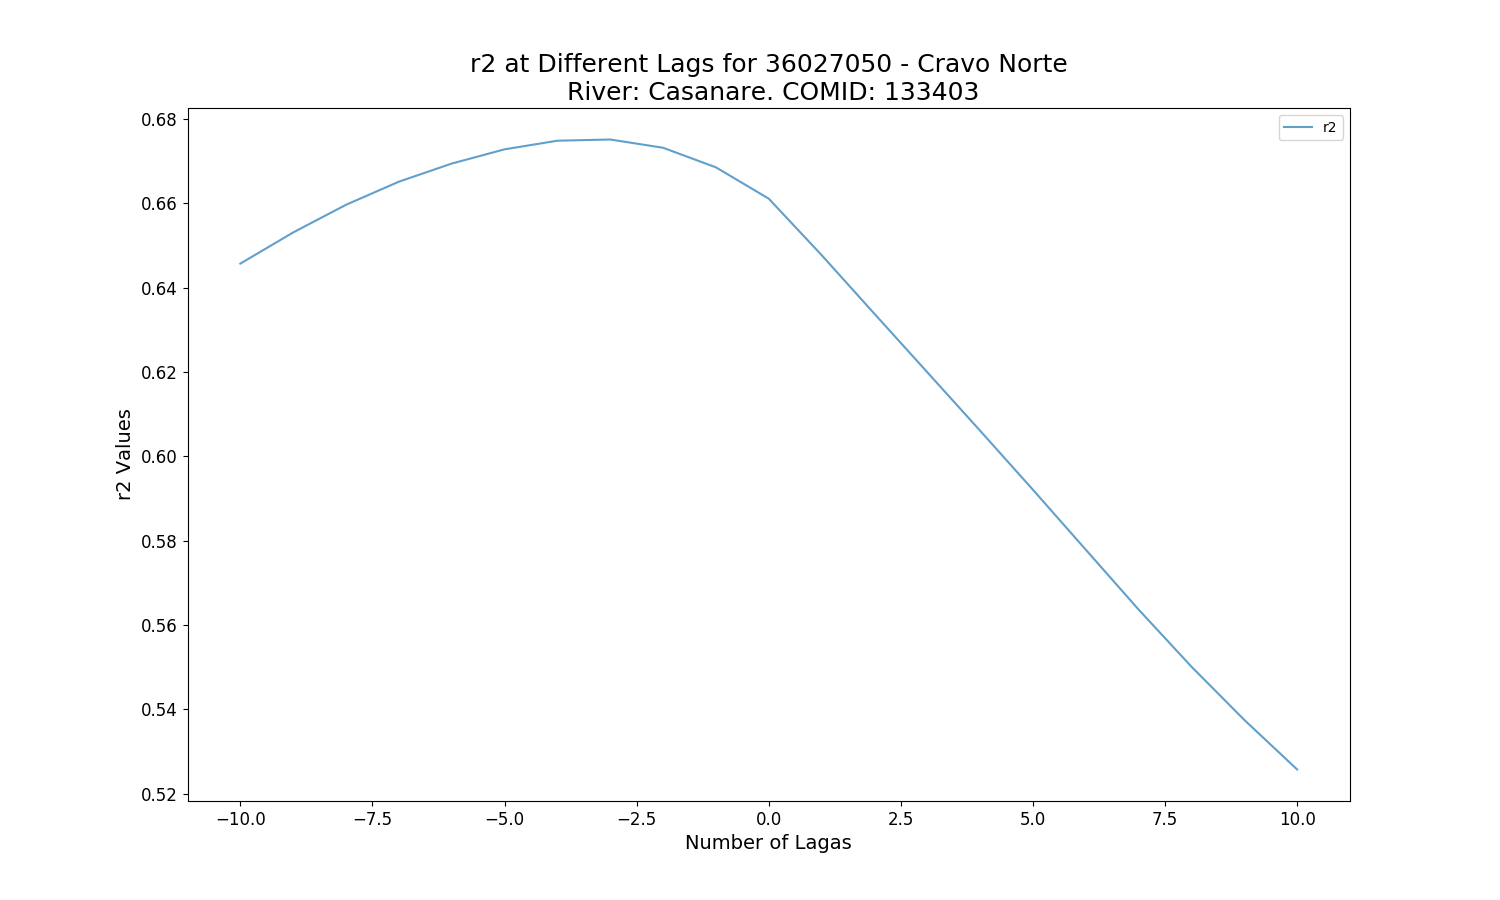 r2 at Different Lags for 36027050 - Cravo Norte
River: Casanare. COMID: 133403
r2
0.68
0.66
0.64
0.62
0.60
0.58
0.56
0.54
0.52
r2 Values
−10.0 −7.5 −5.0 −2.5 0.0 2.5 5.0 7.5 10.0
Number of Lagas